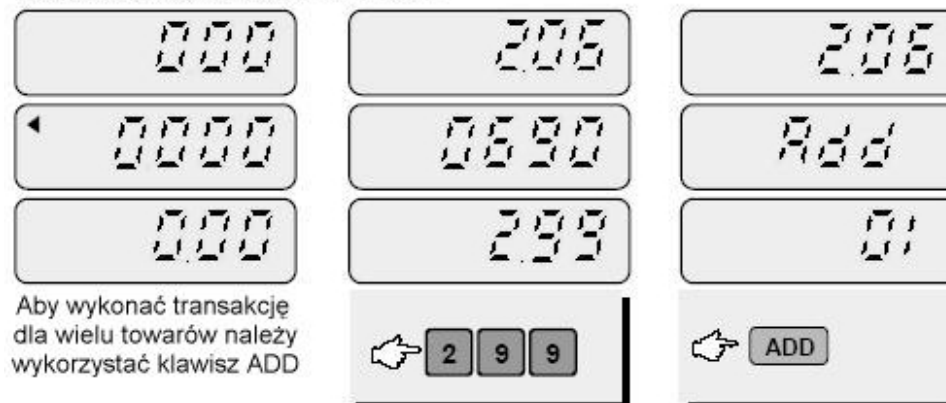 000 2.06 2.06
0000 0690 Add
0.00 2.99 01
Aby wykonać transakcję
dla wielu towarów należy
wykorzystać klawisz ADD
2 9 9
ADD